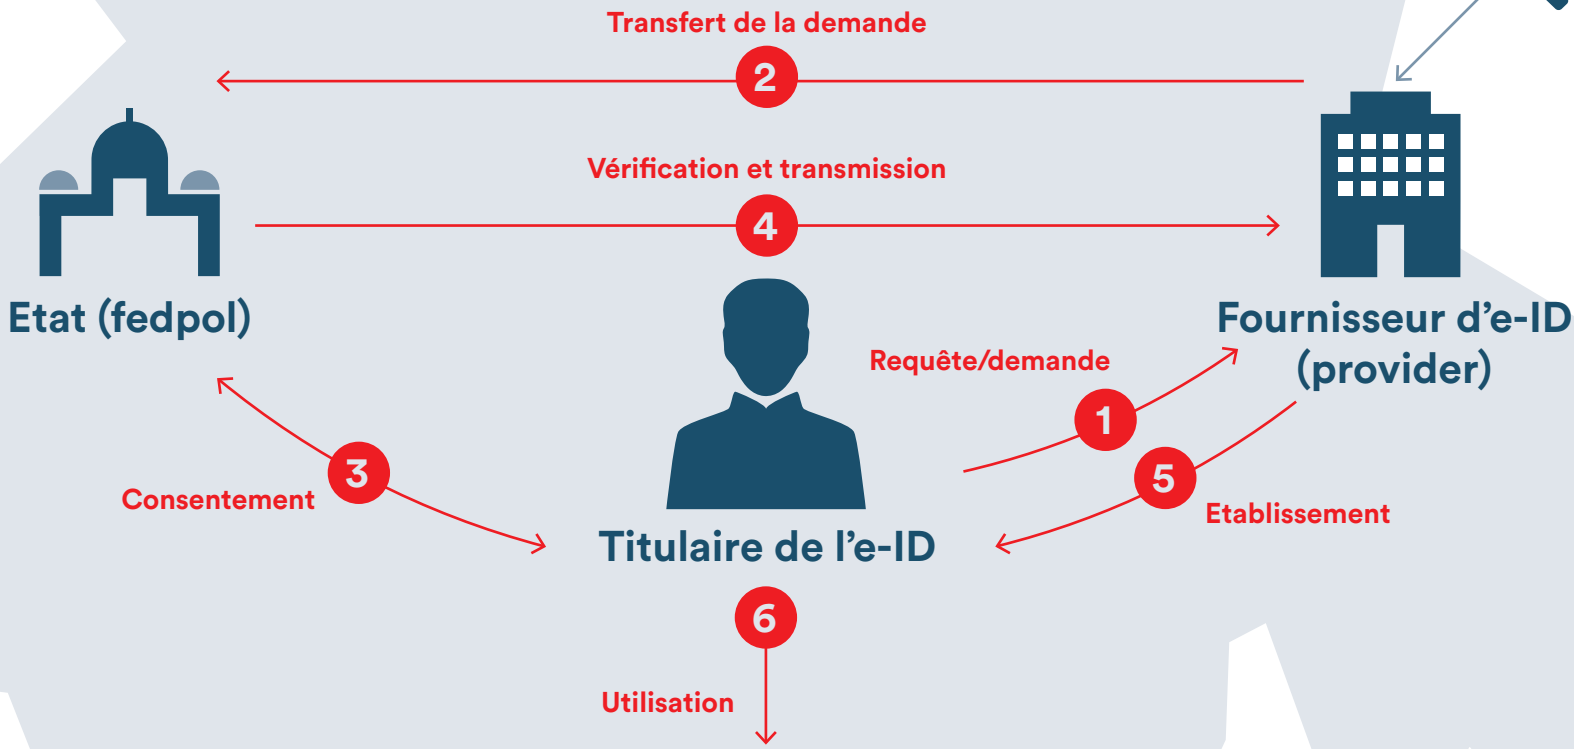 Transfert de la demande
2
Vérification et transmission
4
Etat (fedpol)
Fournisseur d’e-ID
(provider)
Requête/demande
1
3
5
Consentement
Etablissement
Titulaire de l’e-ID
6
Utilisation